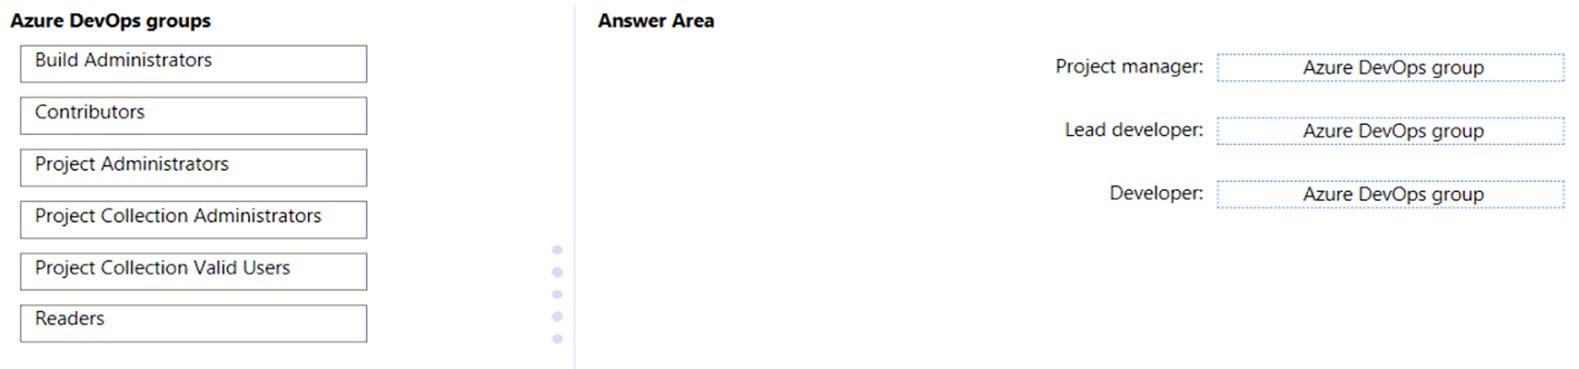 Azure DevOps groups
Build Administrators
Contributors
Project Administrators
Project Collection Administrators
Project Collection Valid Users
Readers
Answer Area
Project manager: Azure DevOps group
Lead developer: Azure DevOps group
Developer: Azure DevOps group